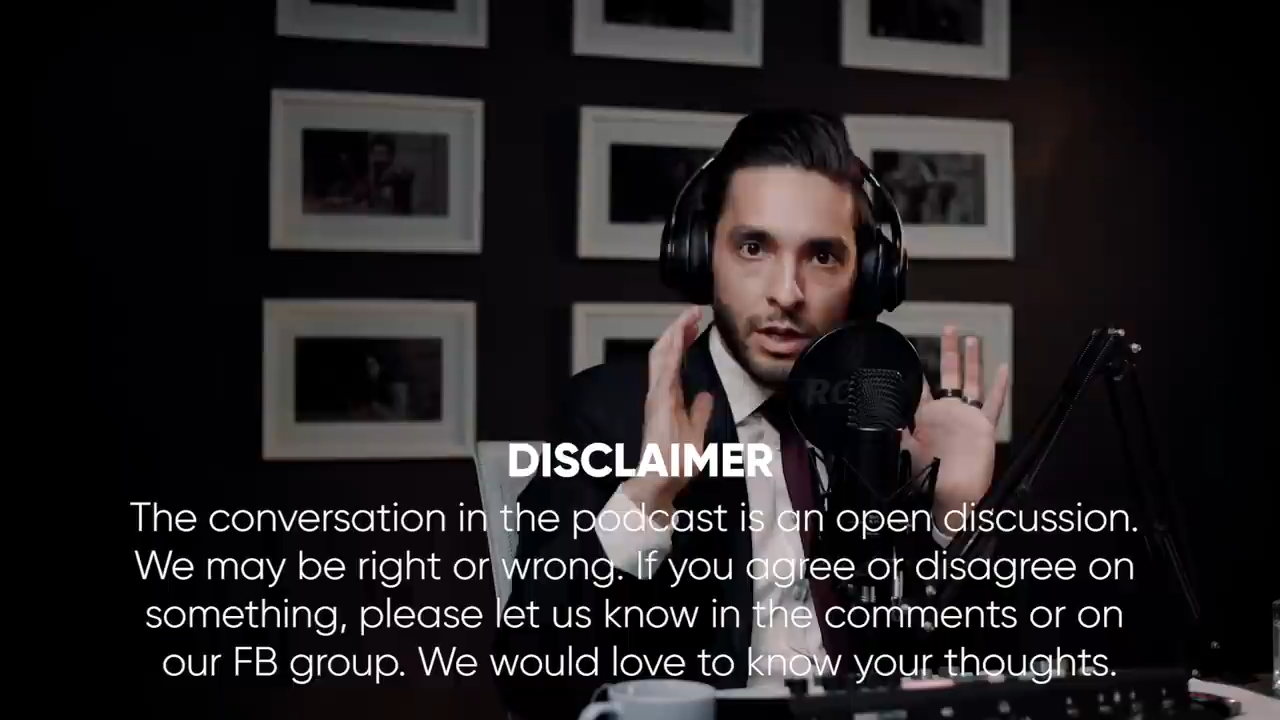 DISCLAIMER
The conversation in the podcast is an open discussion.
We may be right or wrong. If you agree or disagree on
something, please let us know in the comments or on
our FB group. We would love to know your thoughts.